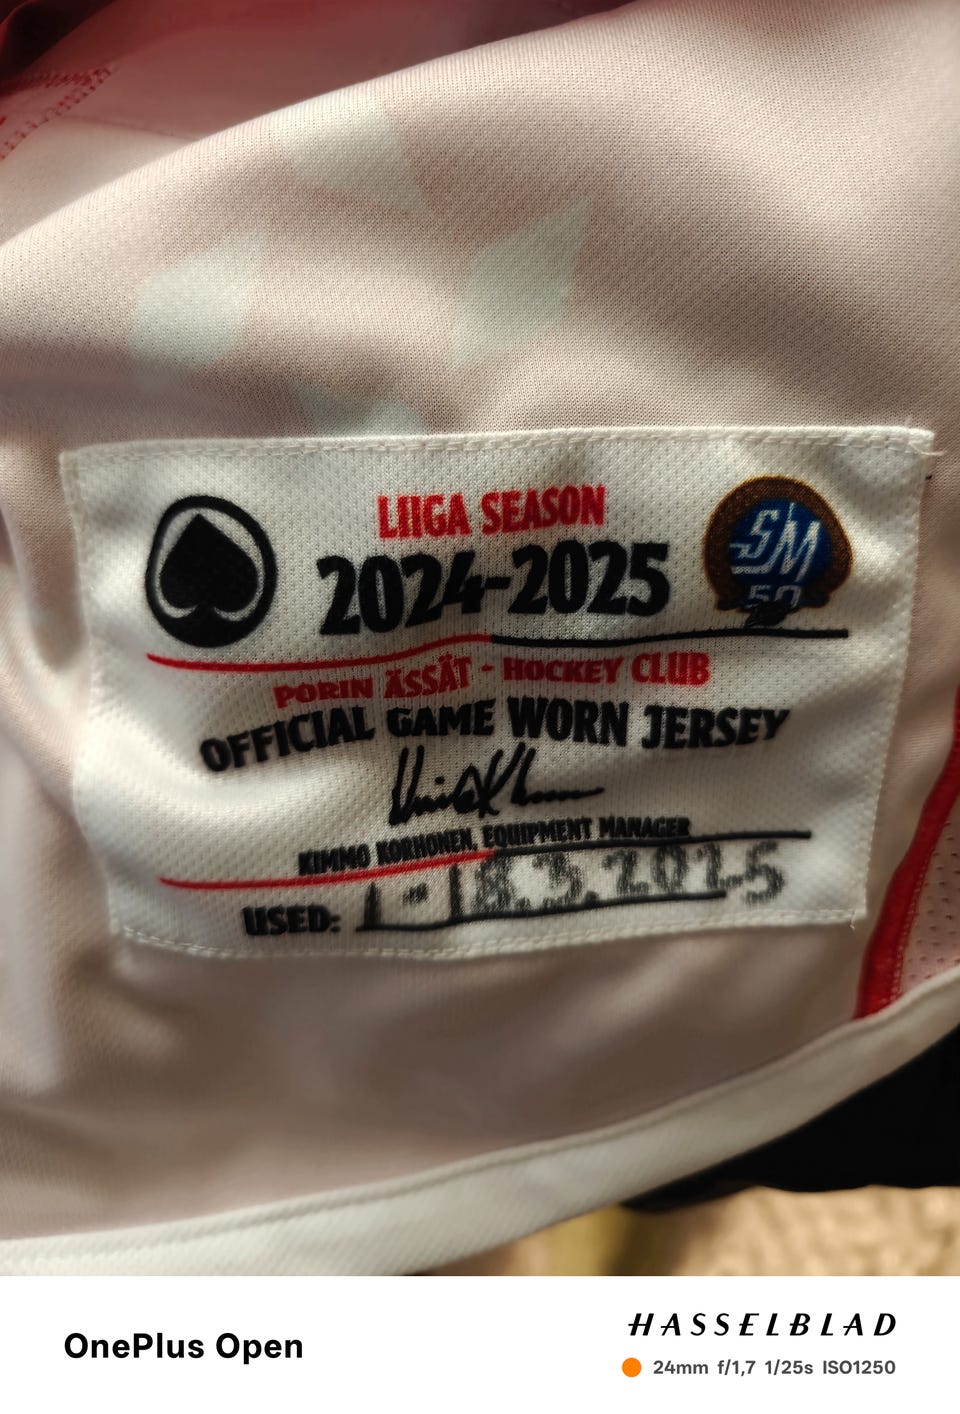 LIIGA SEASON
2024-2025
SM
50
PORIN ÄSSÄT - HOCKEY CLUB
OFFICIAL GAME WORN JERSEY
KIMMO KORHONEN, EQUIPMENT MANAGER
USED: 1-18.3.2025
OnePlus Open
HASSELBLAD
24mm f/1,7 1/25s ISO1250